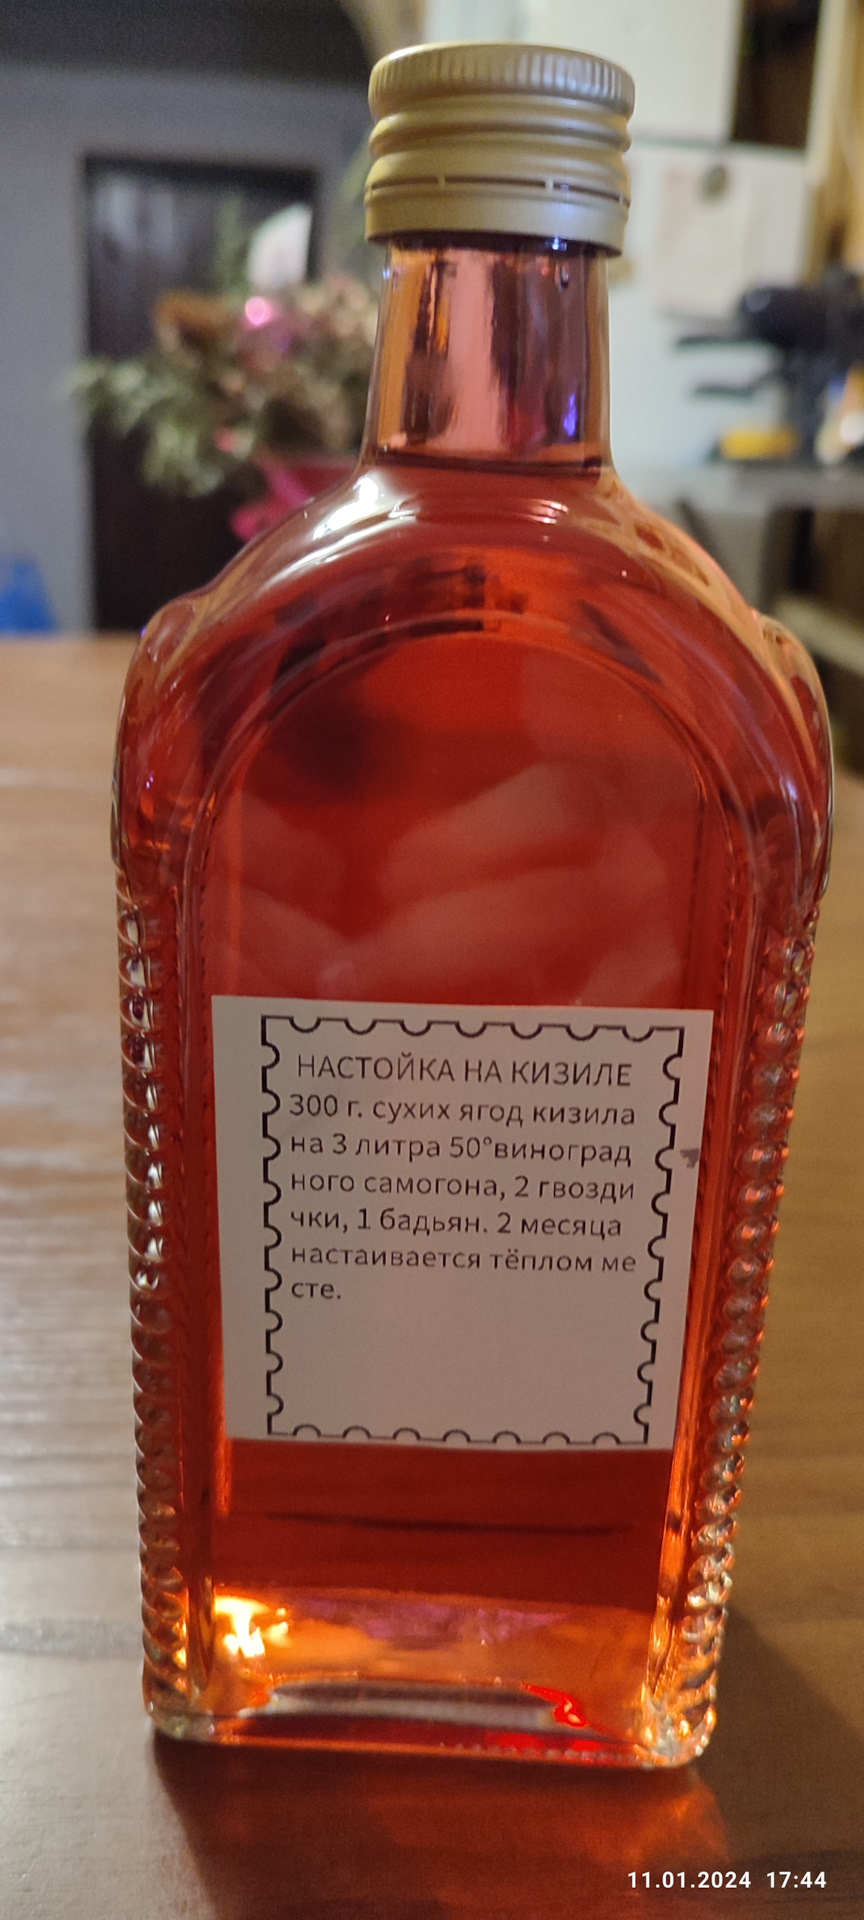 НАСТОЙКА НА КИЗИЛЕ
300 г. сухих ягод кизила
на 3 литра 50°виноград
ного самогона, 2 гвозди
чки, 1 бадьян. 2 месяца
настаивается тёплом ме
сте.
11.01.2024 17:44